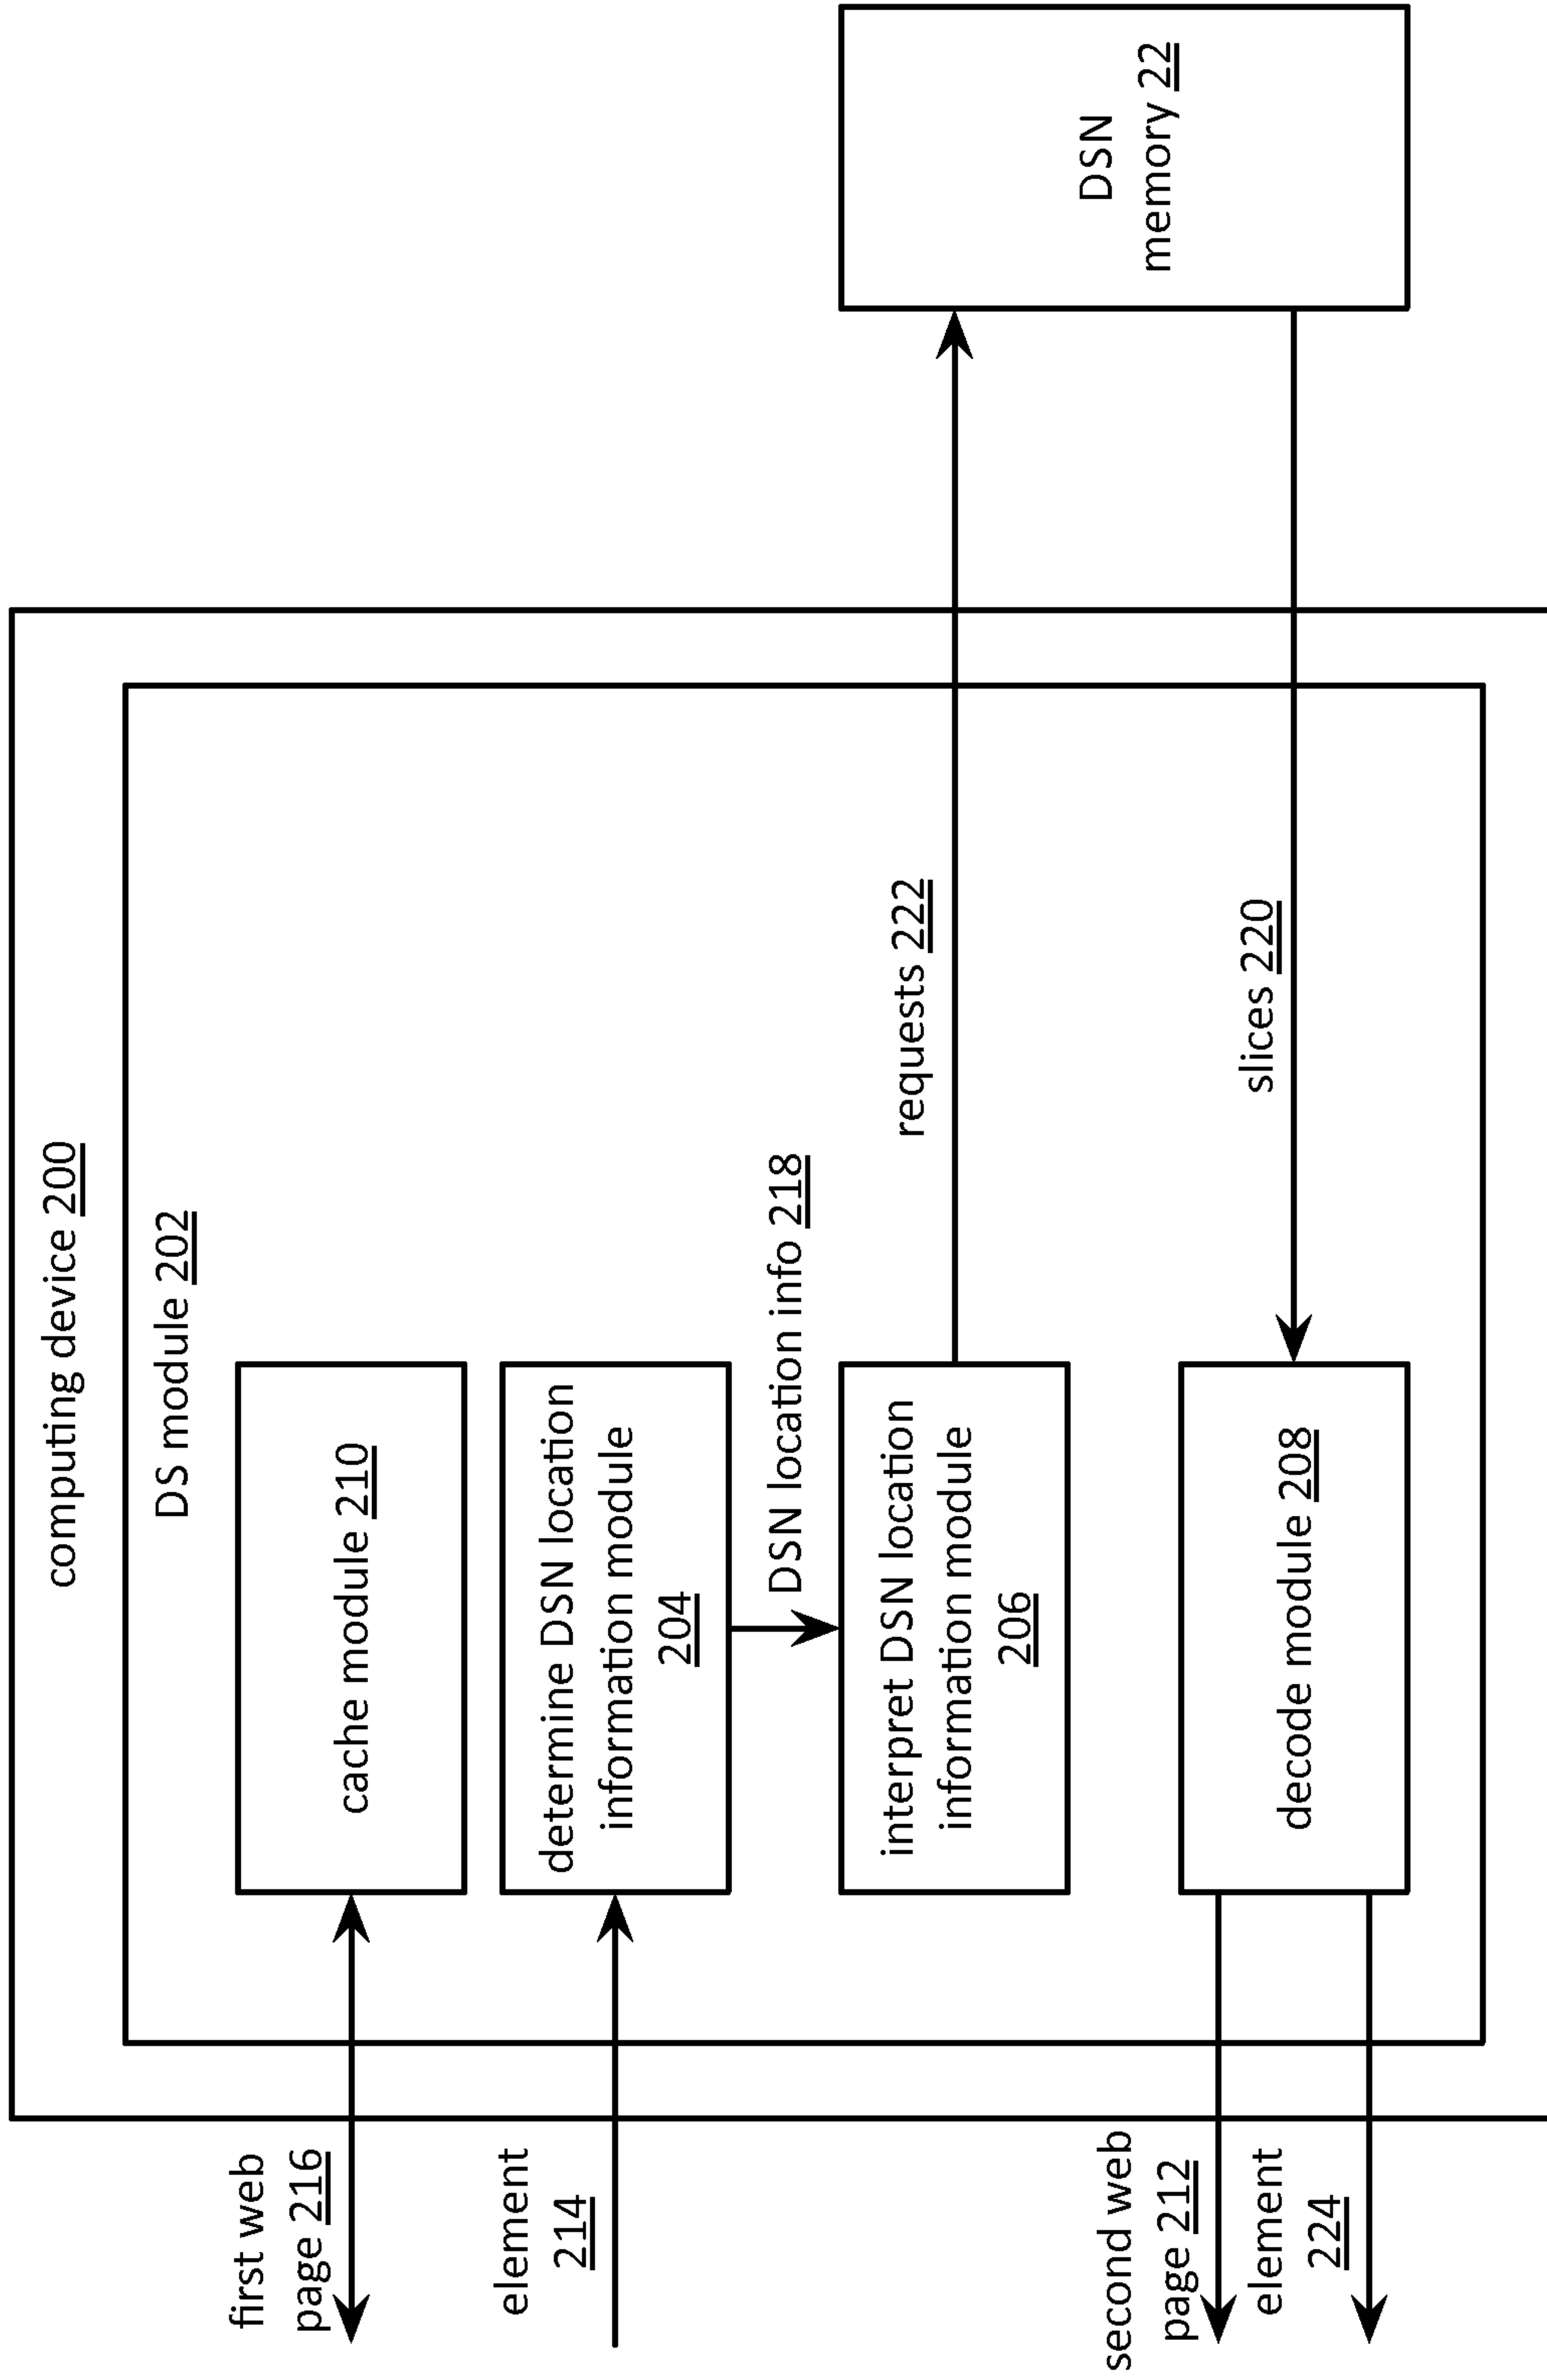 computing device 200
DS module 202
first web
page 216
cache module 210
element
214
determine DSN location
information module
204
DSN location info 218
interpret DSN location
information module
206
requests 222
DSN
memory 22
slices 220
decode module 208
second web
page 212
element
224